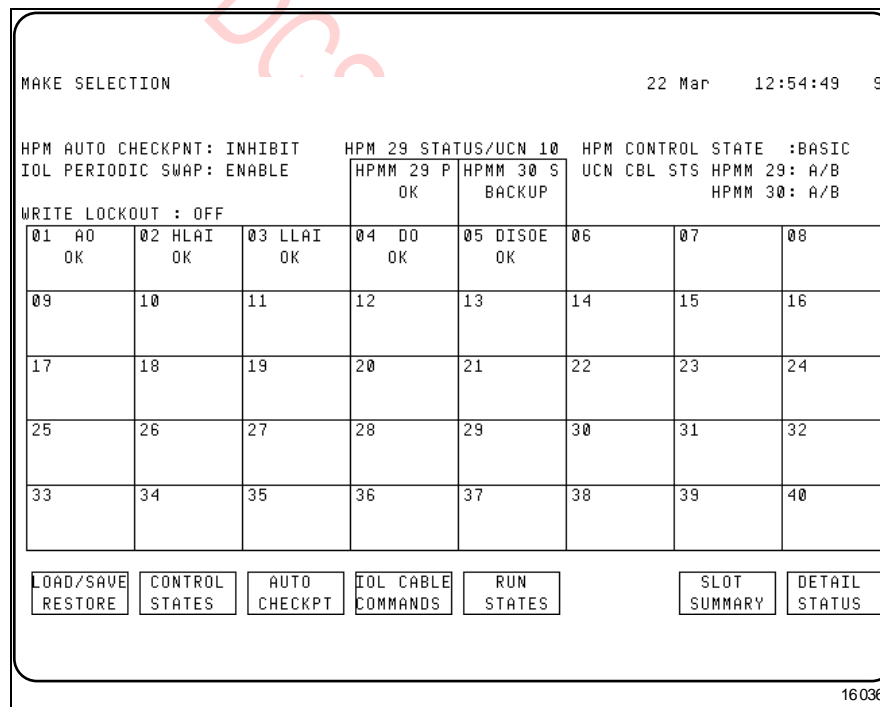 DCS
MAKE SELECTION 22 Mar 12:54:49 9
HPM AUTO CHECKPNT: INHIBIT HPM 29 STATUS/UCN 10 HPM CONTROL STATE :BASIC
IOL PERIODIC SWAP: ENABLE HPMM 29 P HPMM 30 S UCN CBL STS HPMM 29: A/B
OK BACKUP HPMM 30: A/B
WRITE LOCKOUT : OFF
01 AO 02 HLAI 03 LLAI 04 DO 05 DISOE 06 07 08
OK OK OK OK OK
09 10 11 12 13 14 15 16
17 18 19 20 21 22 23 24
25 26 27 28 29 30 31 32
33 34 35 36 37 38 39 40
LOAD/SAVE CONTROL AUTO IOL CABLE RUN SLOT DETAIL
RESTORE STATES CHECKPT COMMANDS STATES SUMMARY STATUS
16036